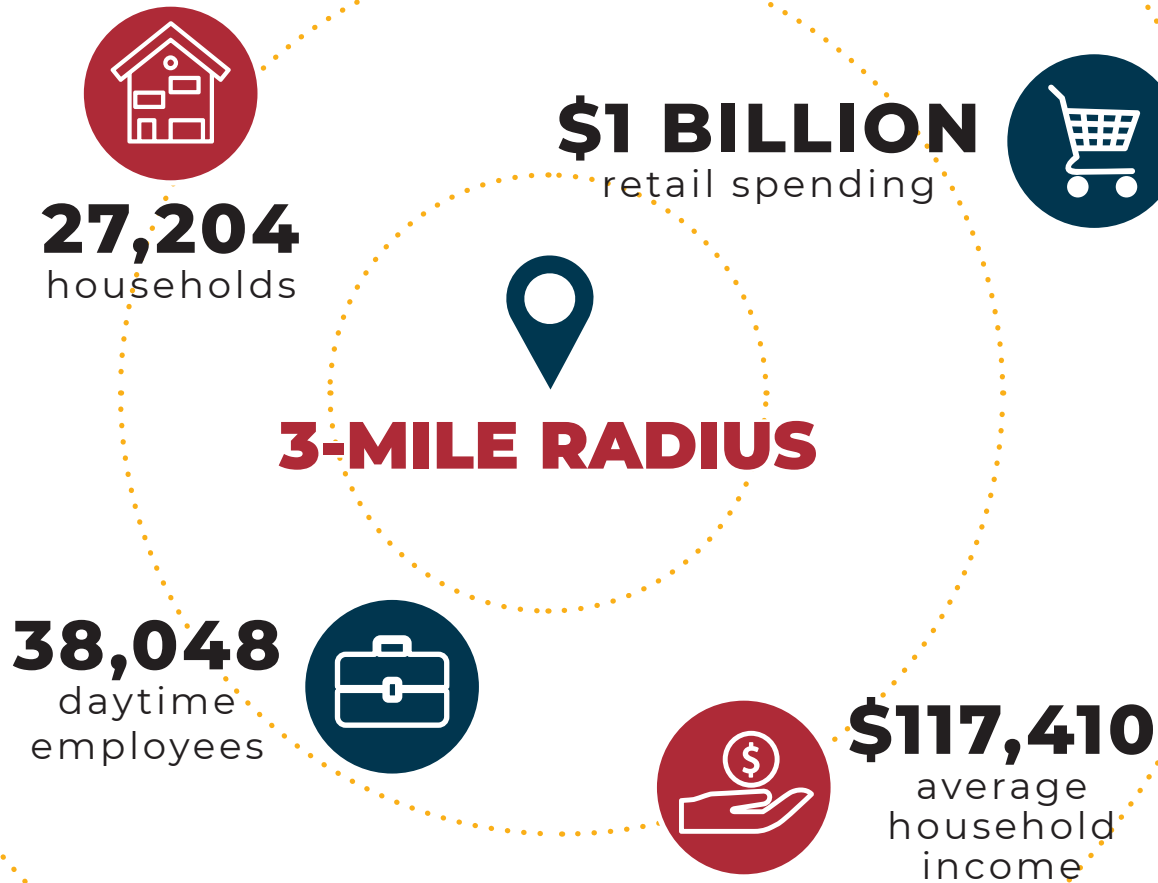 $1 BILLION
retail spending
27,204
households
3-MILE RADIUS
38,048
daytime
employees
$117,410
average
household
income
$